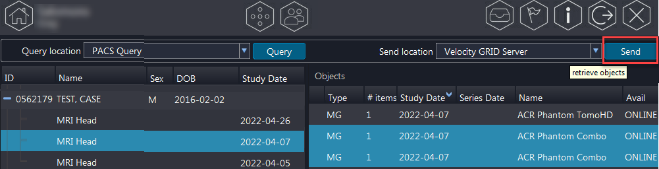 Query location PACS Query Query Send location Velocity GRID Server Send
retrieve objects
ID Name Sex DOB Study Date
0562179 TEST, CASE M 2016-02-02
MRI Head 2022-04-26
MRI Head 2022-04-07
MRI Head 2022-04-05
Objects
Type # items Study Date Series Date Name Avail
MG 1 2022-04-07 ACR Phantom TomoHD ONLINE
MG 1 2022-04-07 ACR Phantom Combo ONLINE
MG 1 2022-04-07 ACR Phantom Combo ONLINE